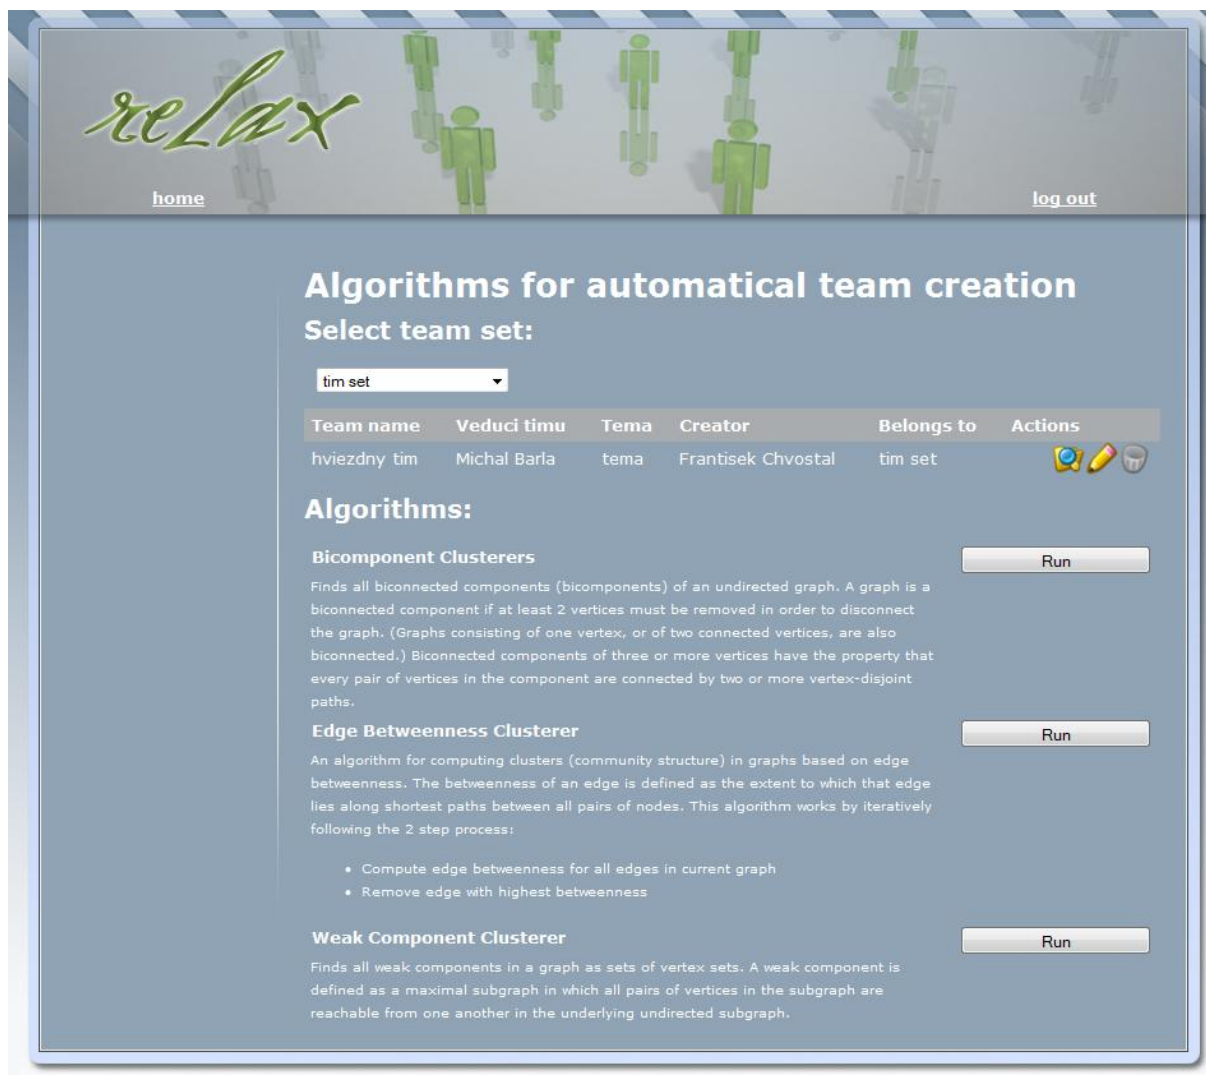 relax
home log out
Algorithms for automatical team creation
Select team set:
tim set
Team name Veduci timu Tema Creator Belongs to Actions
hviezdny tim Michal Barla tema Frantisek Chvostal tim set
Algorithms:
Bicomponent Clusterers Run
Finds all biconnected components (bicomponents) of an undirected graph. A graph is a
biconnected component if at least 2 vertices must be removed in order to disconnect
the graph. (Graphs consisting of one vertex, or of two connected vertices, are also
biconnected.) Biconnected components of three or more vertices have the property that
every pair of vertices in the component are connected by two or more vertex-disjoint
paths.
Edge Betweenness Clusterer Run
An algorithm for computing clusters (community structure) in graphs based on edge
betweenness. The betweenness of an edge is defined as the extent to which that edge
lies along shortest paths between all pairs of nodes. This algorithm works by iteratively
following the 2 step process:
• Compute edge betweenness for all edges in current graph
• Remove edge with highest betweenness
Weak Component Clusterer Run
Finds all weak components in a graph as sets of vertex sets. A weak component is
defined as a maximal subgraph in which all pairs of vertices in the subgraph are
reachable from one another in the underlying undirected subgraph.